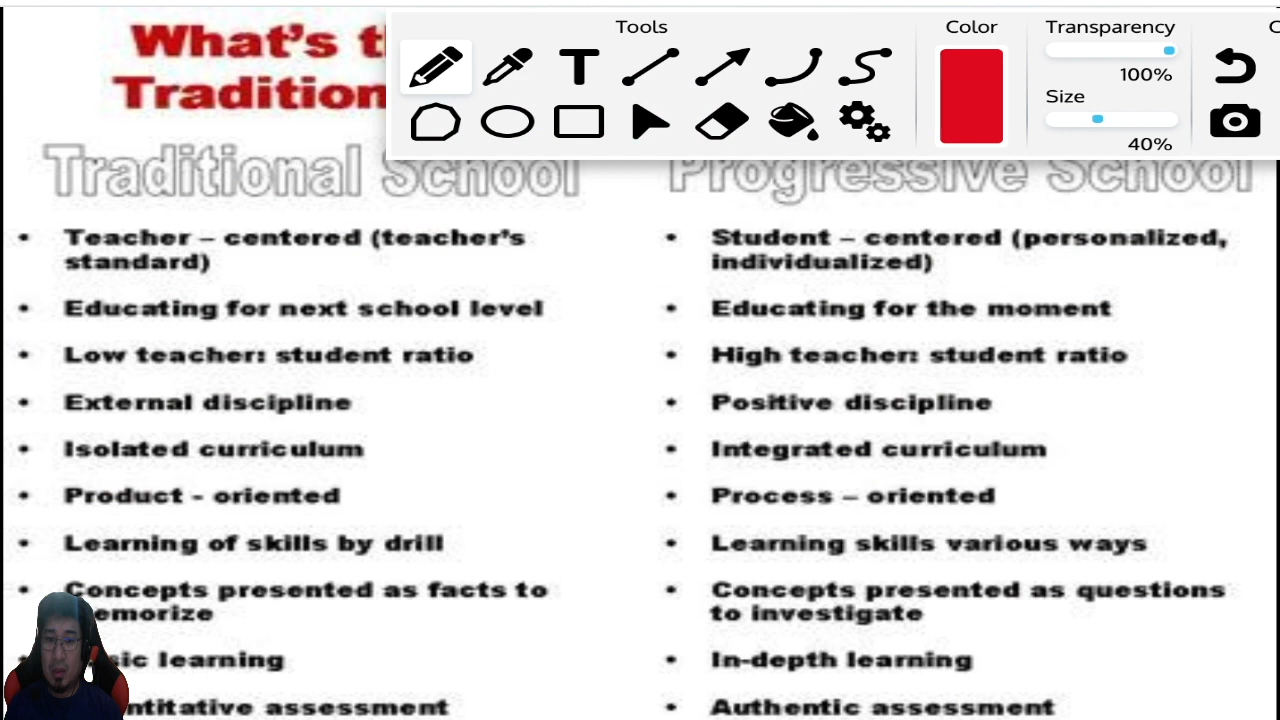 What's t
Tradition
Tools
Color
Transparency
100%
Size
40%
Traditional School
Progressive School
• Teacher – centered (teacher's
standard)
• Educating for next school level
• Low teacher: student ratio
• External discipline
• Isolated curriculum
• Product - oriented
• Learning of skills by drill
• Concepts presented as facts to
emorize
sic learning
ntitative assessment
• Student – centered (personalized,
individualized)
• Educating for the moment
• High teacher: student ratio
• Positive discipline
• Integrated curriculum
• Process – oriented
• Learning skills various ways
• Concepts presented as questions
to investigate
• In-depth learning
• Authentic assessment